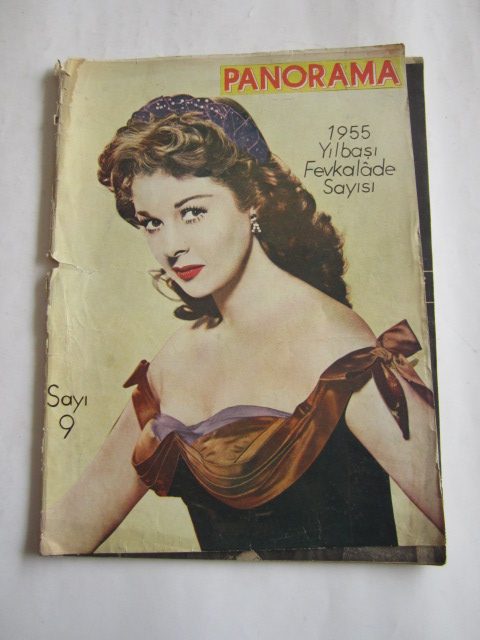 PANORAMA
1955
Yılbaşı
Fevkalâde
Sayısı
Sayı
9